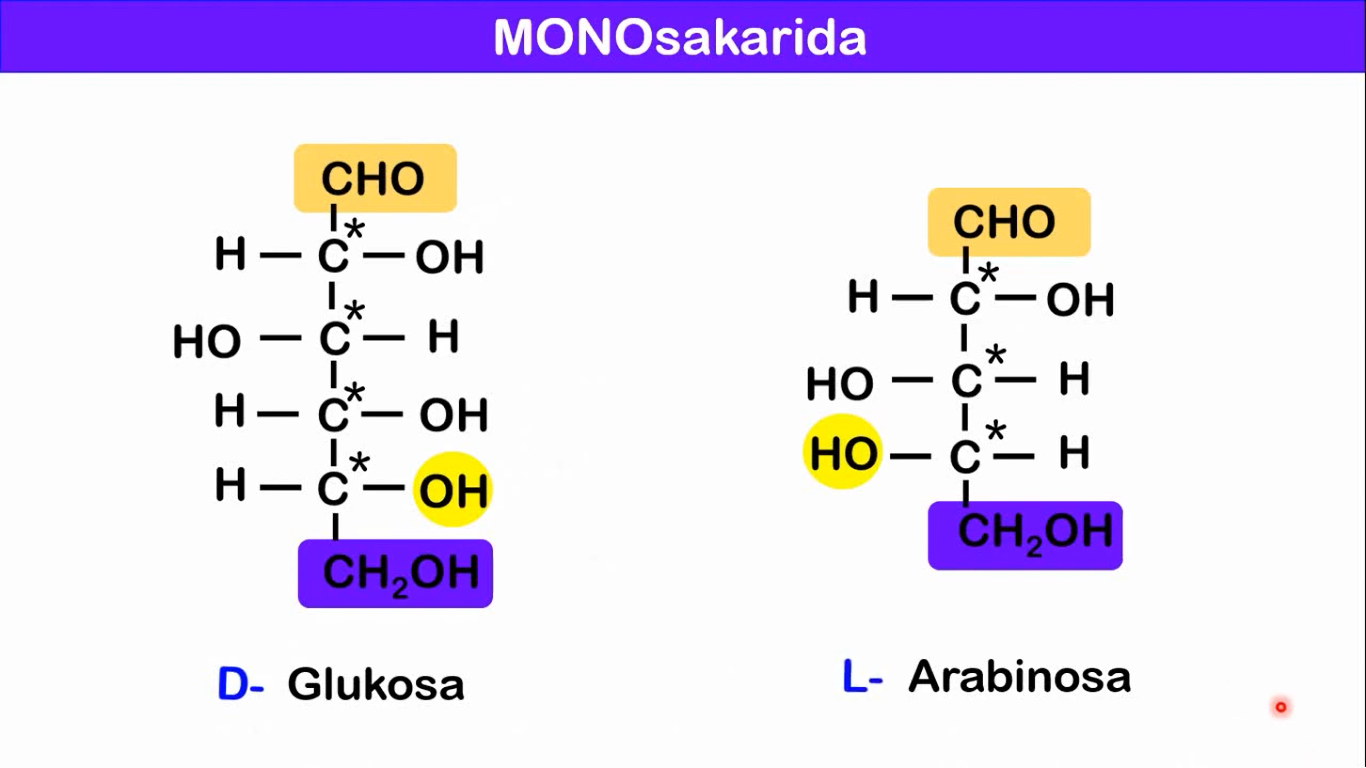 MONOsakarida
CHO
H — C* — OH
HO — C* — H
H — C* — OH
H — C* — OH
CH₂OH
D- Glukosa
CHO
H — C* — OH
HO — C* — H
HO — C* — H
CH₂OH
L- Arabinosa